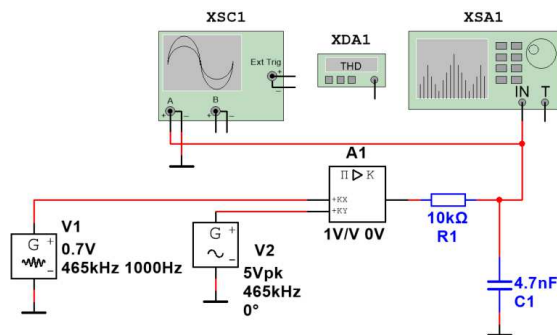 XSC1
XDA1
XSA1
Ext Trig
+
−
THD
A
B
+ −
+ −
IN T
A1
Π ▷ K
+KX
+KY
1V/V 0V
10kΩ
R1
V1
G +
−
0.7V
465kHz 1000Hz
V2
G +
−
5Vpk
465kHz
0°
4.7nF
C1